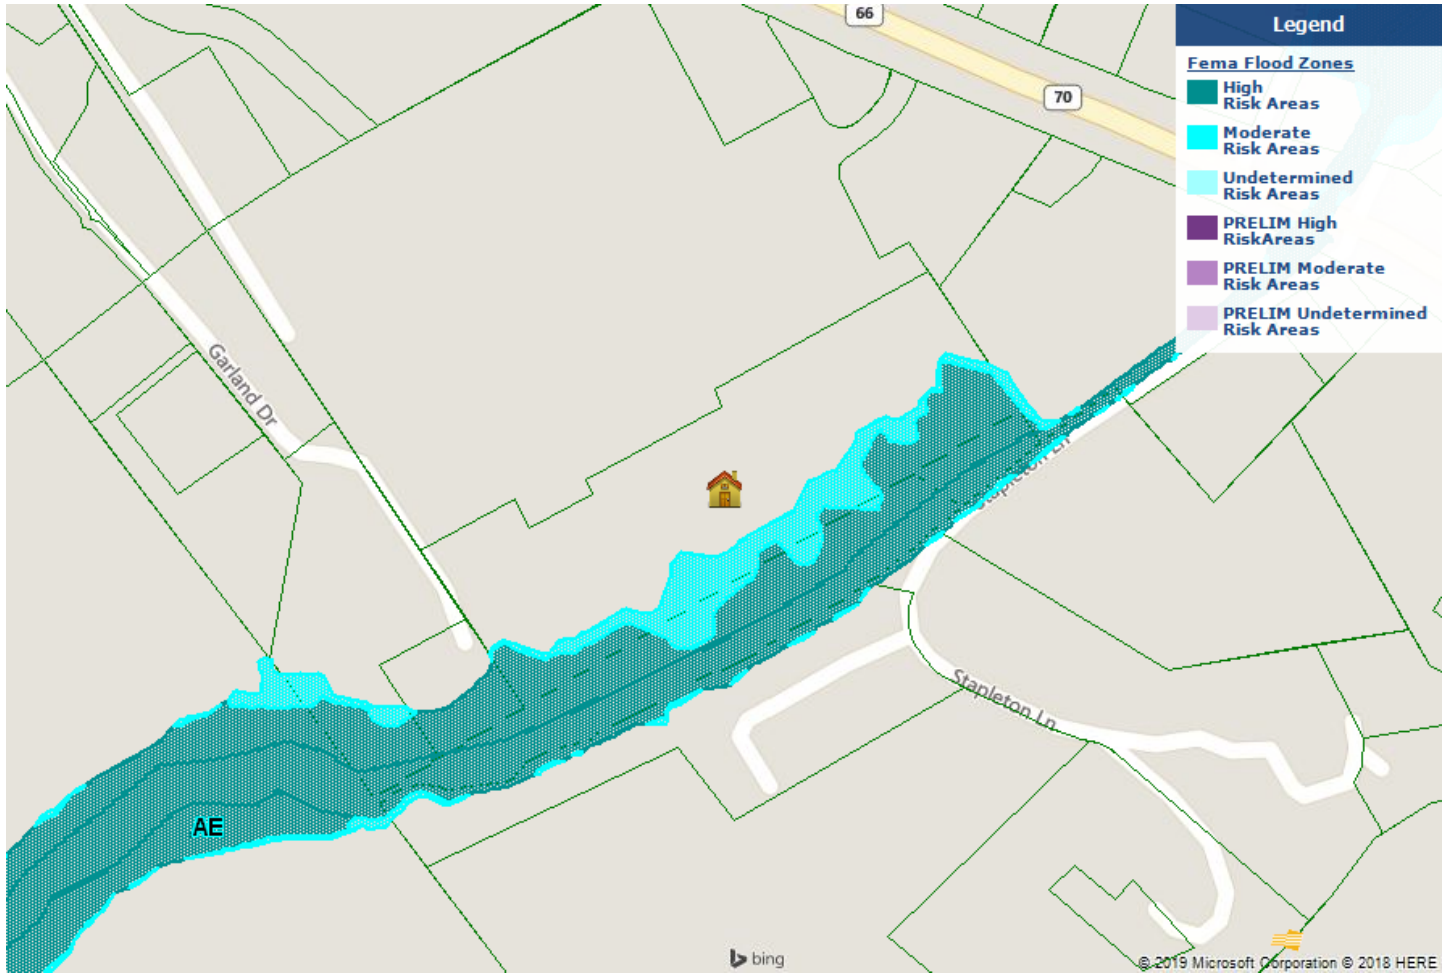 66
70
Legend
Fema Flood Zones
High
Risk Areas
Moderate
Risk Areas
Undetermined
Risk Areas
PRELIM High
RiskAreas
PRELIM Moderate
Risk Areas
PRELIM Undetermined
Risk Areas
Garland Dr
Stapleton Ln
Stapleton Ln
AE
bing
© 2019 Microsoft Corporation © 2018 HERE